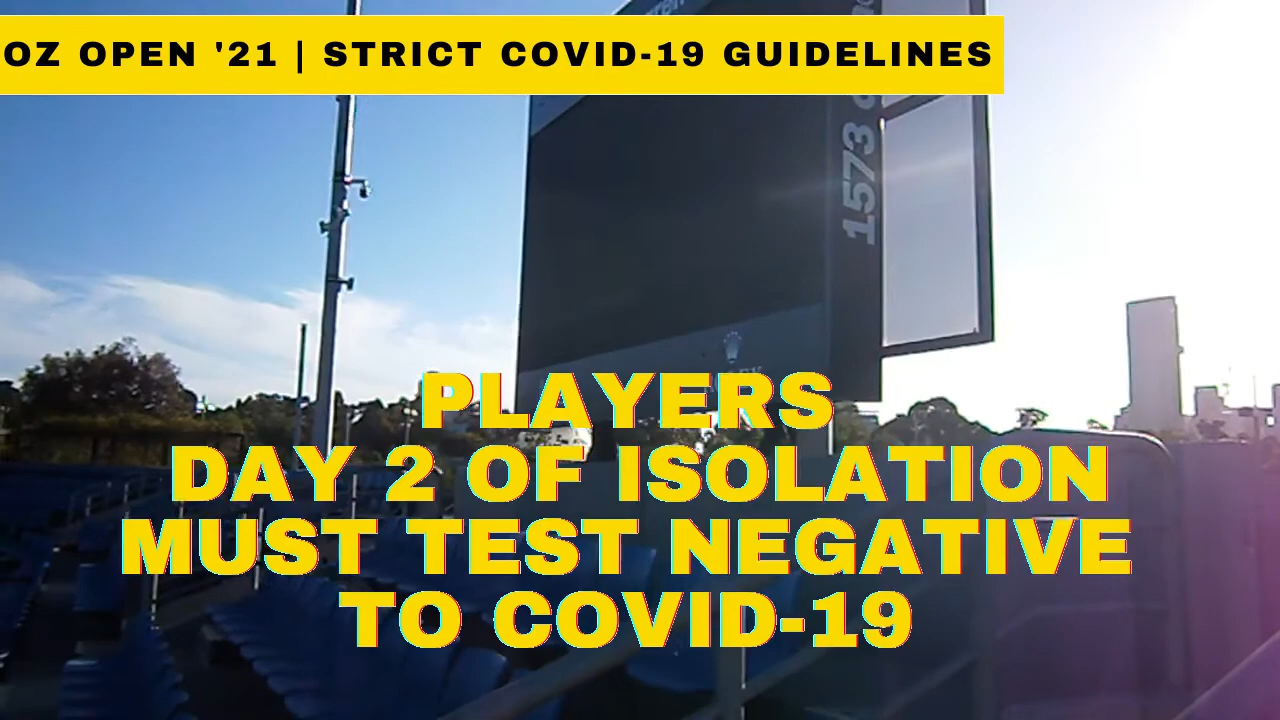 OZ OPEN '21 | STRICT COVID-19 GUIDELINES
1573
PLAYERS
DAY 2 OF ISOLATION
MUST TEST NEGATIVE
TO COVID-19